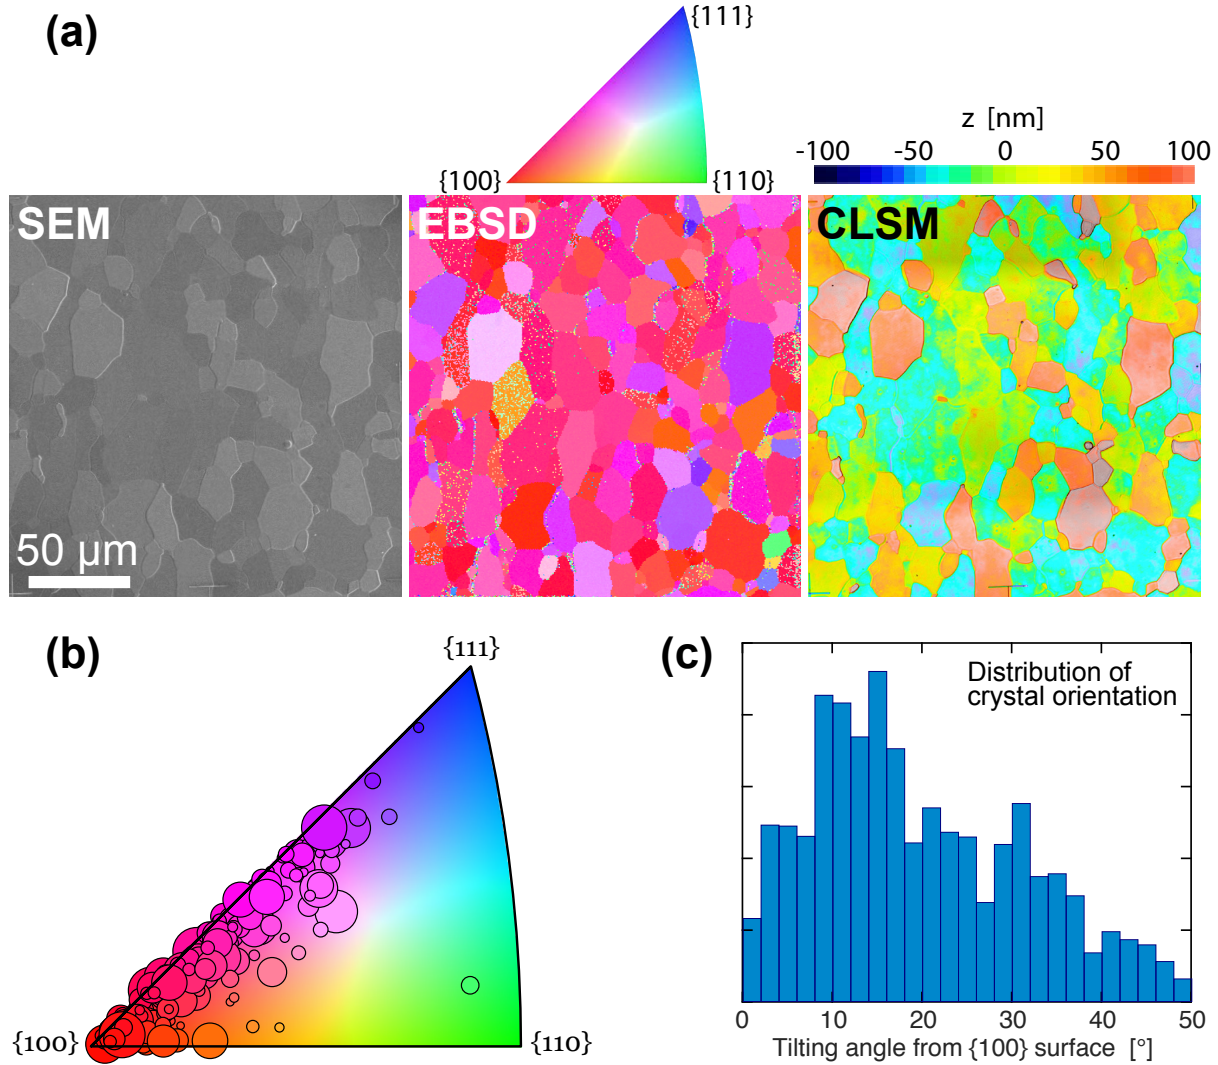 (a)
{111}
{100}
{110}
z [nm]
-100 -50 0 50 100
SEM
EBSD
CLSM
50 µm
(b)
{111}
{100}
{110}
(c)
Distribution of
crystal orientation
0 10 20 30 40 50
Tilting angle from {100} surface [°]